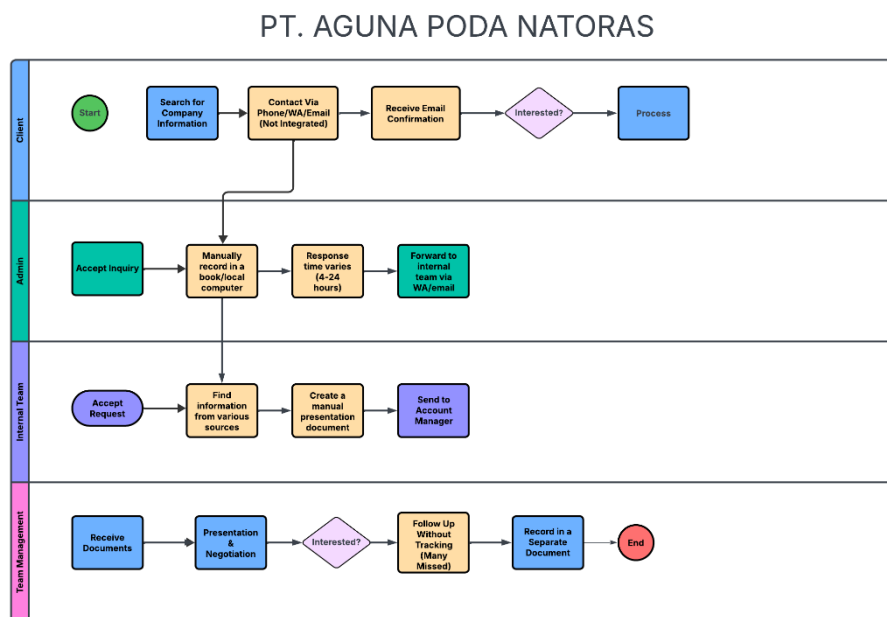 PT. AGUNA PODA NATORAS
Client
Start
Search for
Company
Information
Contact Via
Phone/WA/Email
(Not Integrated)
Receive Email
Confirmation
Interested?
Process
Admin
Accept Inquiry
Manually
record in a
book/local
computer
Response
time varies
(4-24
hours)
Forward to
internal
team via
WA/email
Internal Team
Accept
Request
Find
information
from various
sources
Create a
manual
presentation
document
Send to
Account
Manager
Team Management
Receive
Documents
Presentation
&
Negotiation
Interested?
Follow Up
Without
Tracking
(Many
Missed)
Record in a
Separate
Document
End